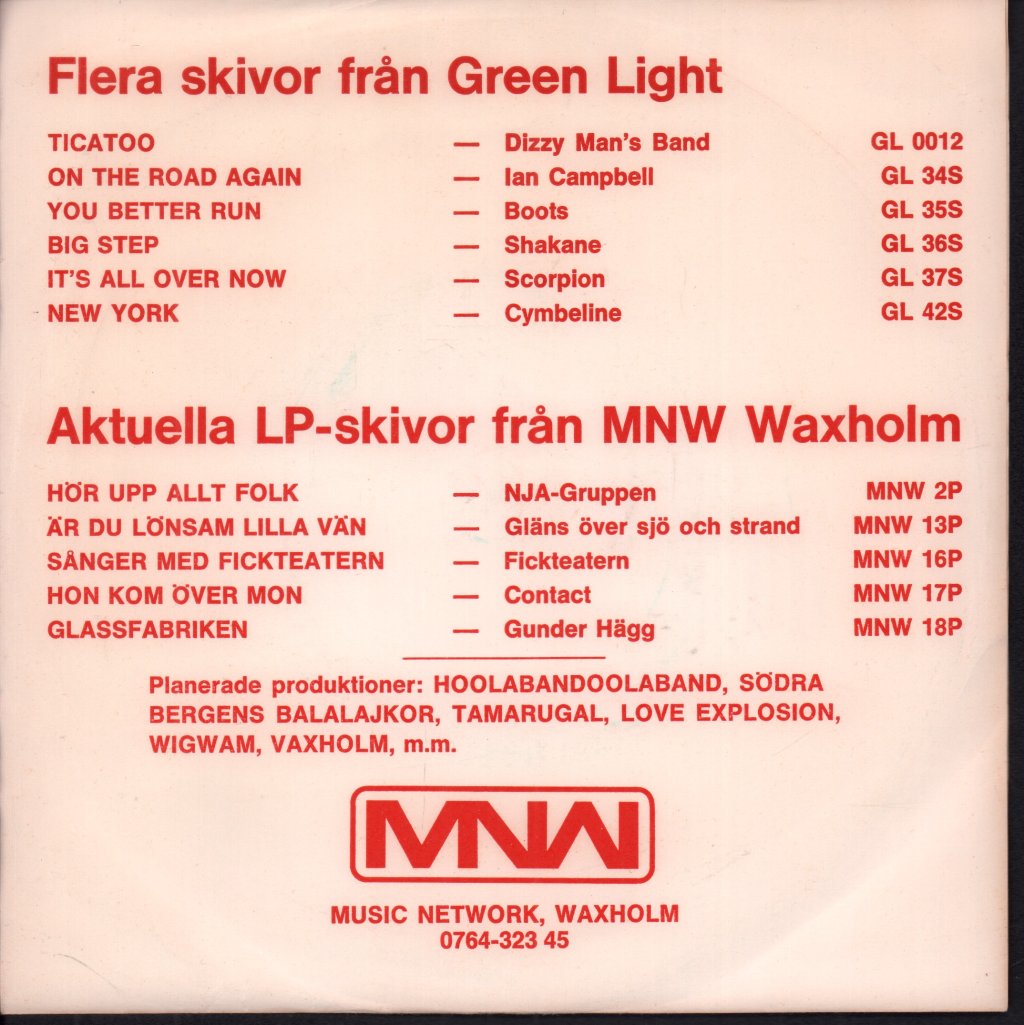 Flera skivor från Green Light
TICATOO — Dizzy Man's Band GL 0012
ON THE ROAD AGAIN — Ian Campbell GL 34S
YOU BETTER RUN — Boots GL 35S
BIG STEP — Shakane GL 36S
IT'S ALL OVER NOW — Scorpion GL 37S
NEW YORK — Cymbeline GL 42S
Aktuella LP-skivor från MNW Waxholm
HÖR UPP ALLT FOLK — NJA-Gruppen MNW 2P
ÄR DU LÖNSAM LILLA VÄN — Gläns över sjö och strand MNW 13P
SÅNGER MED FICKTEATERN — Fickteatern MNW 16P
HON KOM ÖVER MON — Contact MNW 17P
GLASSFABRIKEN — Gunder Hägg MNW 18P
Planerade produktioner: HOOLABANDOOLABAND, SÖDRA
BERGENS BALALAJKOR, TAMARUGAL, LOVE EXPLOSION,
WIGWAM, VAXHOLM, m.m.
MNW
MUSIC NETWORK, WAXHOLM
0764-323 45